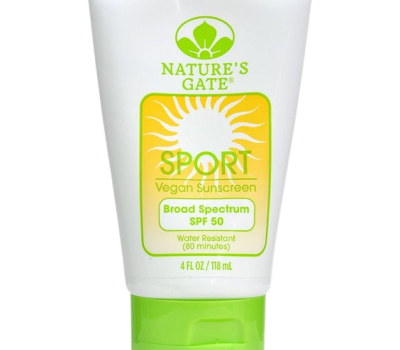 NATURE'S
GATE®
SPORT
Vegan Sunscreen
Broad Spectrum
SPF 50
Water Resistant
(80 minutes)
4 FL OZ / 118 mL